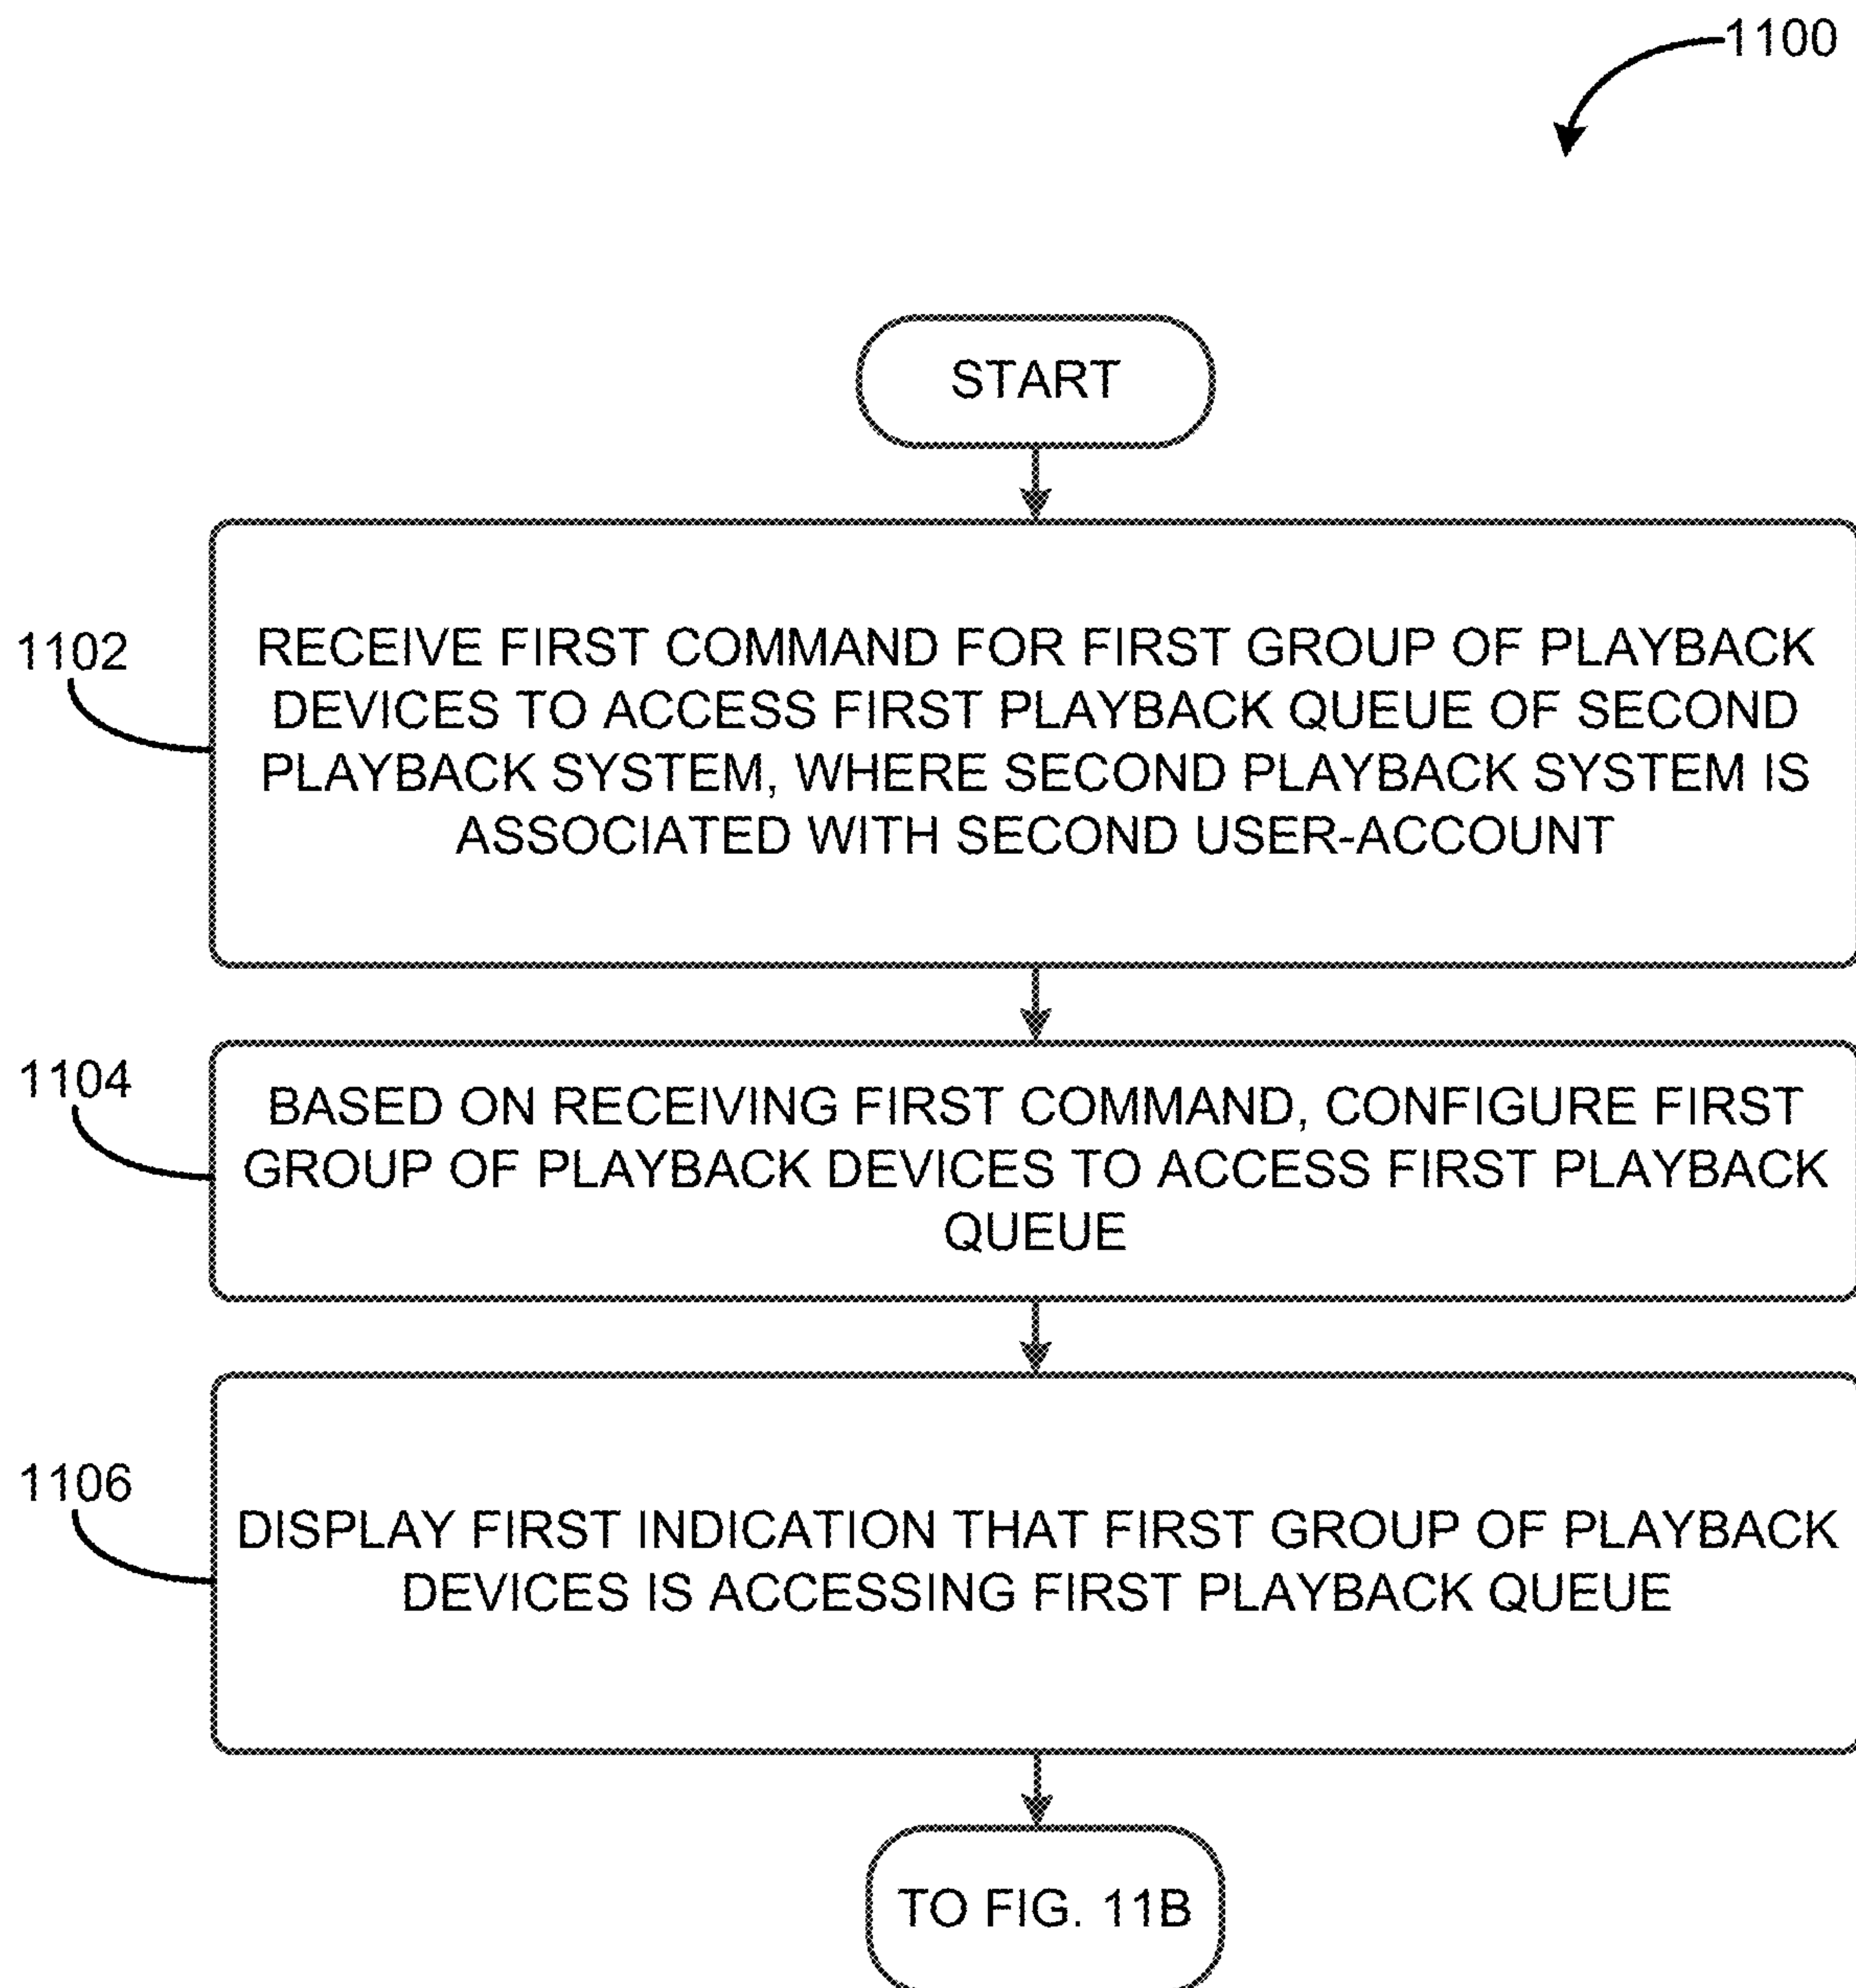 1100
START
1102
RECEIVE FIRST COMMAND FOR FIRST GROUP OF PLAYBACK
DEVICES TO ACCESS FIRST PLAYBACK QUEUE OF SECOND
PLAYBACK SYSTEM, WHERE SECOND PLAYBACK SYSTEM IS
ASSOCIATED WITH SECOND USER-ACCOUNT
1104
BASED ON RECEIVING FIRST COMMAND, CONFIGURE FIRST
GROUP OF PLAYBACK DEVICES TO ACCESS FIRST PLAYBACK
QUEUE
1106
DISPLAY FIRST INDICATION THAT FIRST GROUP OF PLAYBACK
DEVICES IS ACCESSING FIRST PLAYBACK QUEUE
TO FIG. 11B